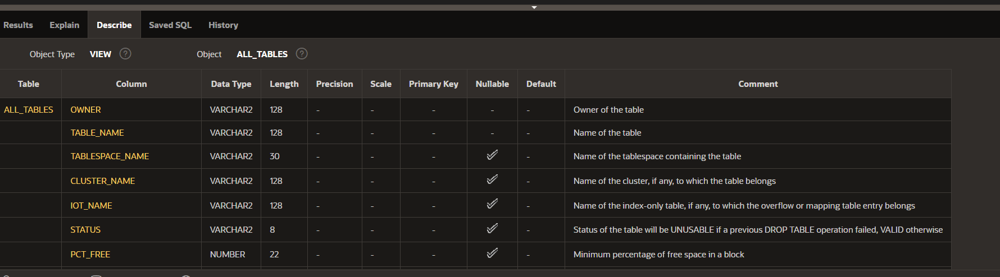 Results Explain Describe Saved SQL History
Object Type VIEW ? Object ALL_TABLES ?
Table Column Data Type Length Precision Scale Primary Key Nullable Default Comment
ALL_TABLES OWNER VARCHAR2 128 - - - - - Owner of the table
TABLE_NAME VARCHAR2 128 - - - - - Name of the table
TABLESPACE_NAME VARCHAR2 30 - - - - Name of the tablespace containing the table
CLUSTER_NAME VARCHAR2 128 - - - - Name of the cluster, if any, to which the table belongs
IOT_NAME VARCHAR2 128 - - - - Name of the index-only table, if any, to which the overflow or mapping table entry belongs
STATUS VARCHAR2 8 - - - - Status of the table will be UNUSABLE if a previous DROP TABLE operation failed, VALID otherwise
PCT_FREE NUMBER 22 - - - - Minimum percentage of free space in a block